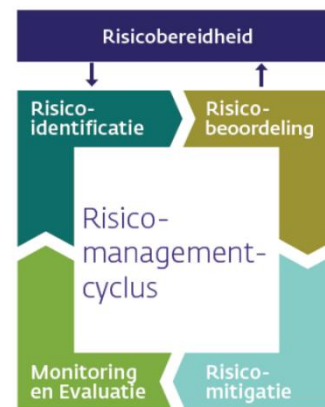 Risicobereidheid
Risico-
identificatie
Risico-
beoordeling
Risico-
management-
cyclus
Monitoring
en Evaluatie
Risico-
mitigatie